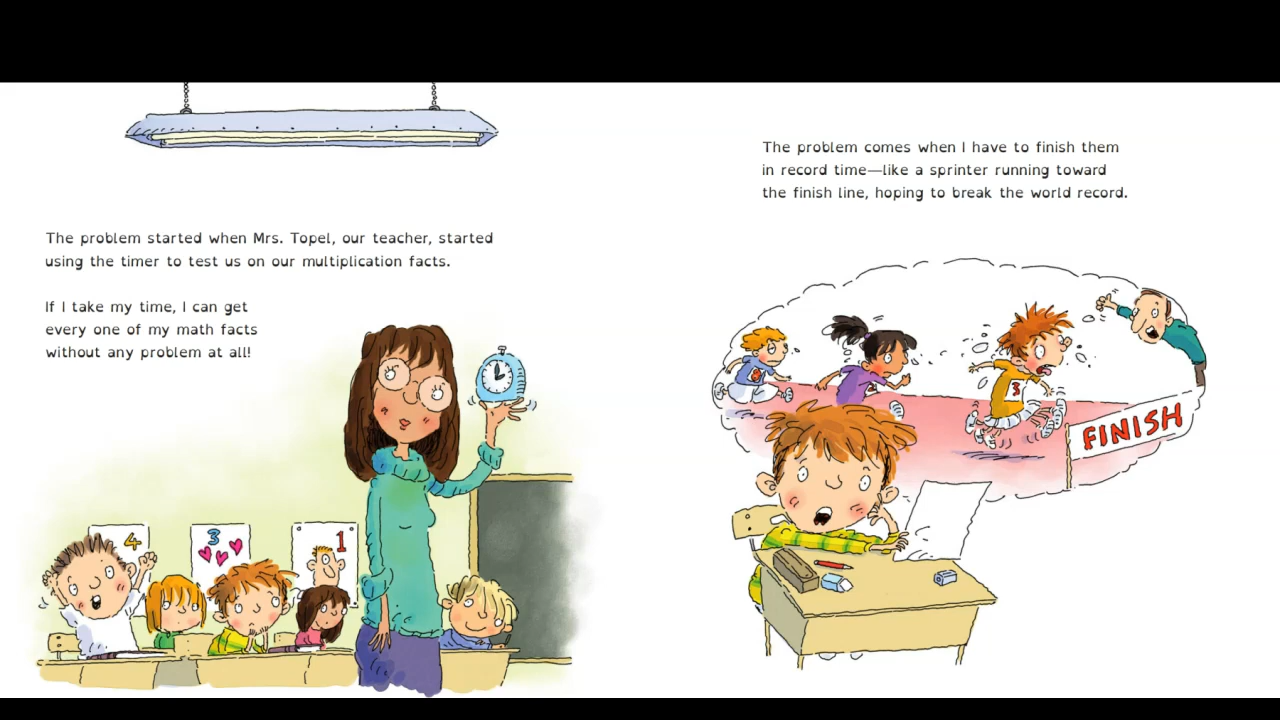 The problem started when Mrs. Topel, our teacher, started
using the timer to test us on our multiplication facts.
If I take my time, I can get
every one of my math facts
without any problem at all!
4
3
1
The problem comes when I have to finish them
in record time—like a sprinter running toward
the finish line, hoping to break the world record.
3
FINISH